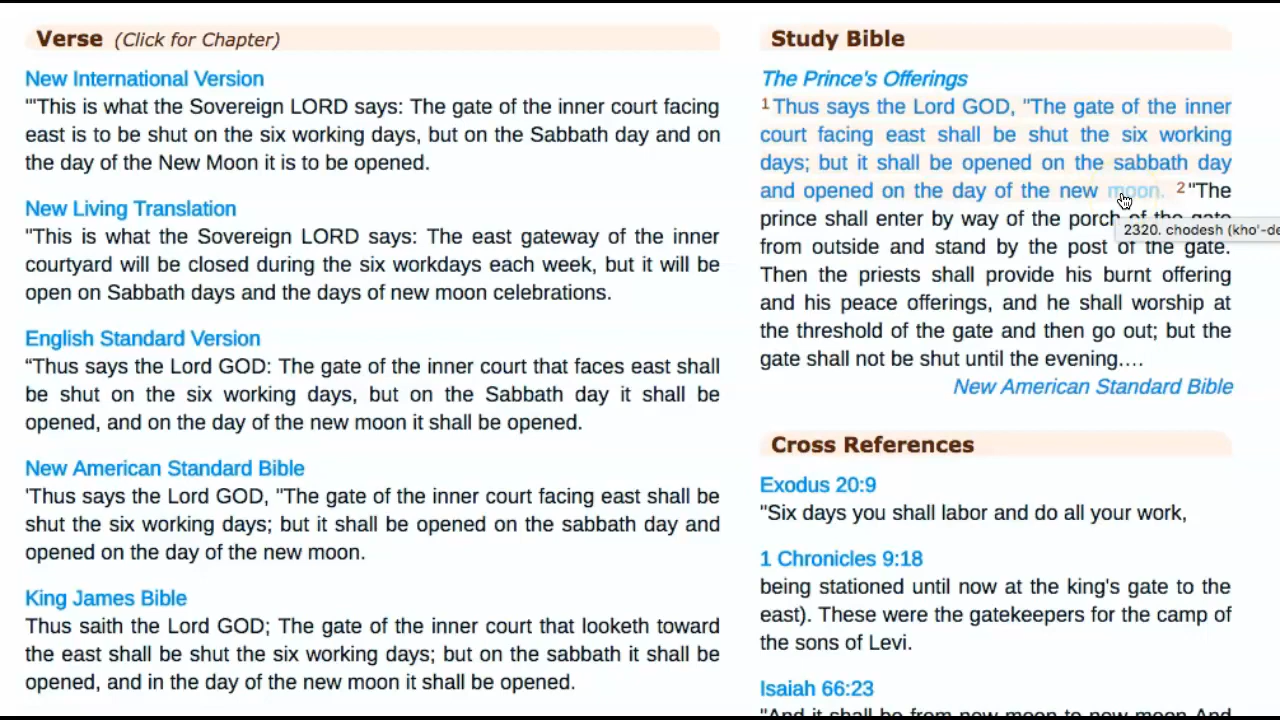 Verse (Click for Chapter)
New International Version
"'This is what the Sovereign LORD says: The gate of the inner court facing
east is to be shut on the six working days, but on the Sabbath day and on
the day of the New Moon it is to be opened.
New Living Translation
"This is what the Sovereign LORD says: The east gateway of the inner
courtyard will be closed during the six workdays each week, but it will be
open on Sabbath days and the days of new moon celebrations.
English Standard Version
“Thus says the Lord GOD: The gate of the inner court that faces east shall
be shut on the six working days, but on the Sabbath day it shall be
opened, and on the day of the new moon it shall be opened.
New American Standard Bible
'Thus says the Lord GOD, "The gate of the inner court facing east shall be
shut the six working days; but it shall be opened on the sabbath day and
opened on the day of the new moon.
King James Bible
Thus saith the Lord GOD; The gate of the inner court that looketh toward
the east shall be shut the six working days; but on the sabbath it shall be
opened, and in the day of the new moon it shall be opened.
Study Bible
The Prince's Offerings
1 Thus says the Lord GOD, "The gate of the inner
court facing east shall be shut the six working
days; but it shall be opened on the sabbath day
and opened on the day of the new moon. 2 "The
prince shall enter by way of the porch of the gate
2320. chodesh (kho'-de
from outside and stand by the post of the gate.
Then the priests shall provide his burnt offering
and his peace offerings, and he shall worship at
the threshold of the gate and then go out; but the
gate shall not be shut until the evening....
New American Standard Bible
Cross References
Exodus 20:9
"Six days you shall labor and do all your work,
1 Chronicles 9:18
being stationed until now at the king's gate to the
east). These were the gatekeepers for the camp of
the sons of Levi.
Isaiah 66:23
"And it shall be from new moon to new moon And